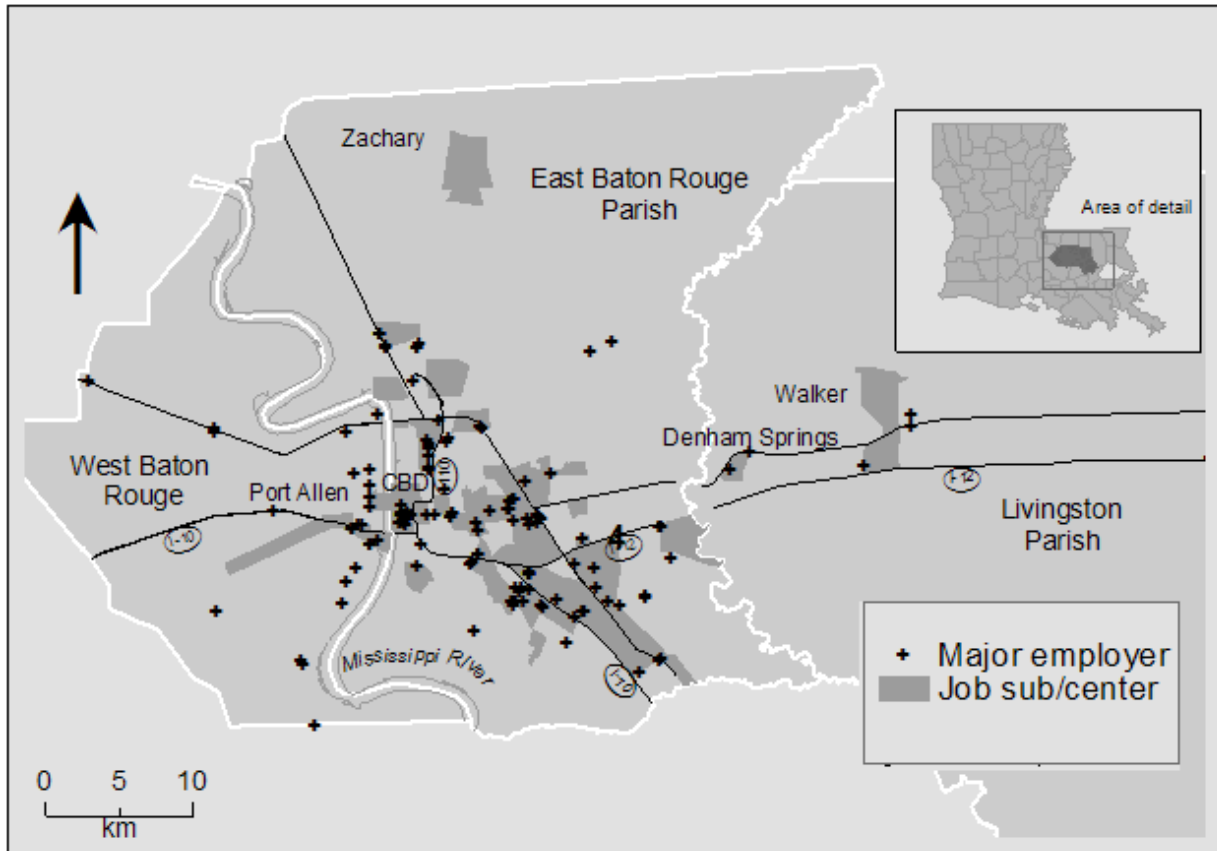 Zachary
East Baton Rouge
Parish
Area of detail
Walker
Denham Springs
West Baton
Rouge
Port Allen
CBD
I-110
I-12
I-12
I-10
Livingston
Parish
Mississippi River
I-10
Major employer
Job sub/center
0 5 10
km